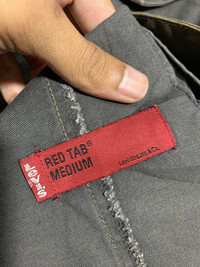 LEVI'S
RED TAB®
MEDIUM
Levi Strauss & Co.